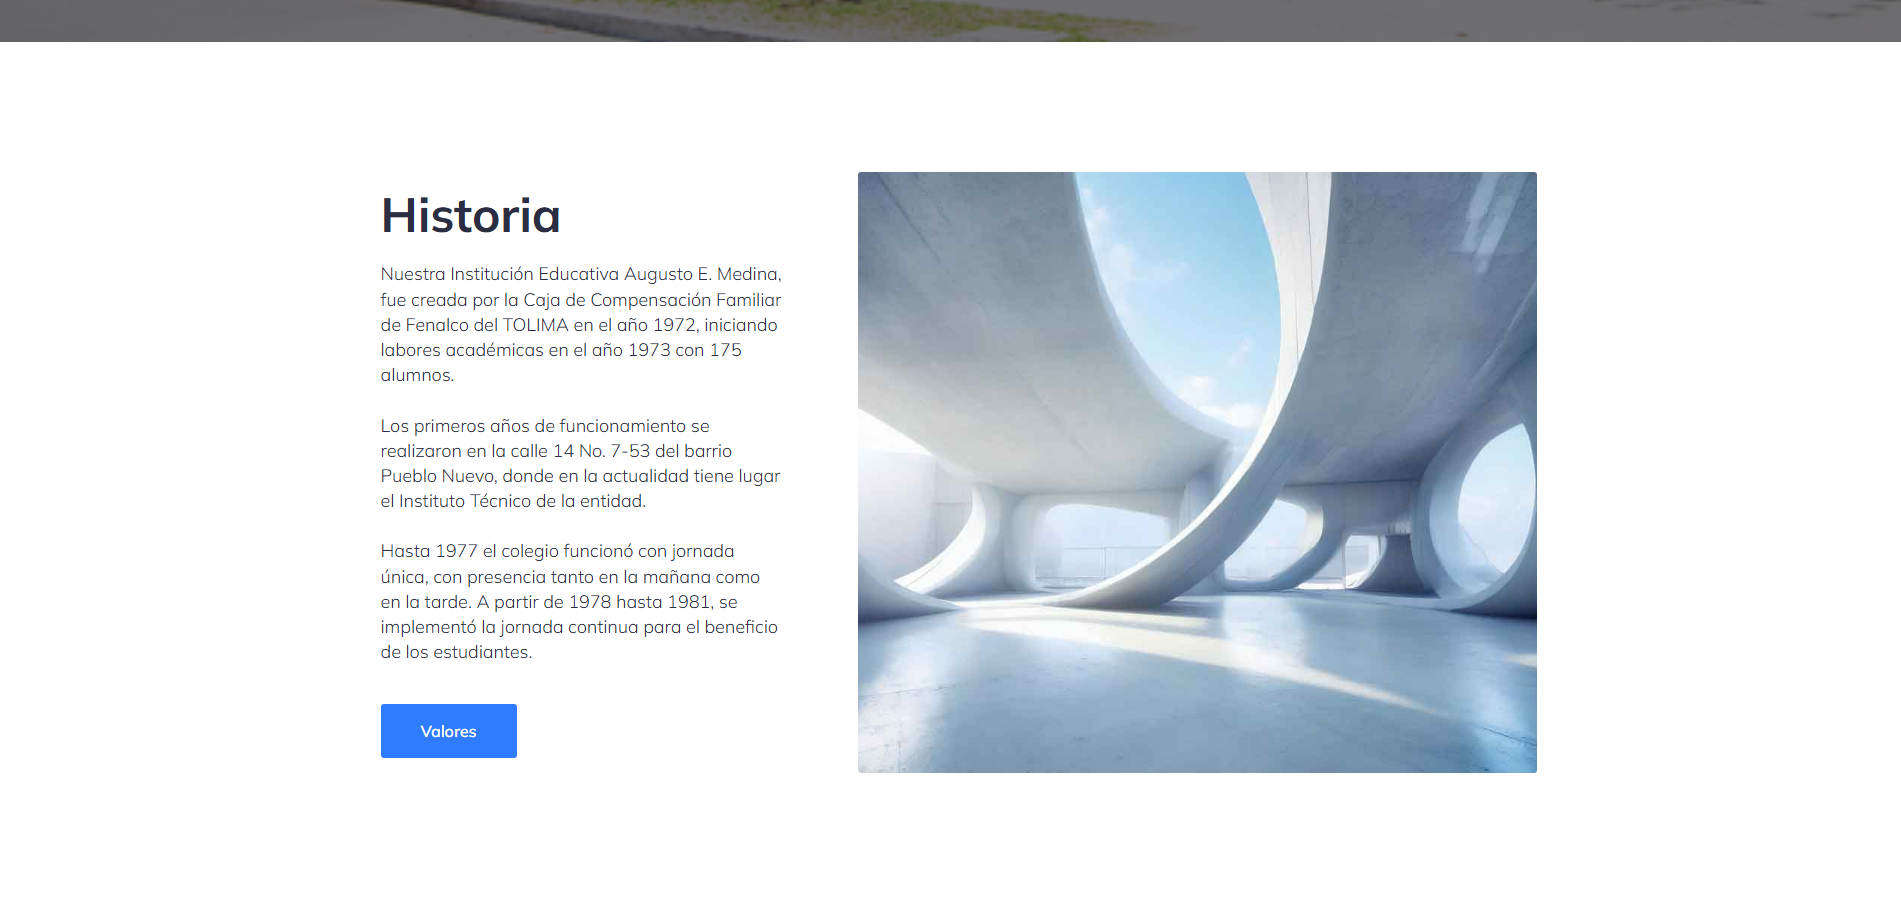 Historia
Nuestra Institución Educativa Augusto E. Medina,
fue creada por la Caja de Compensación Familiar
de Fenalco del TOLIMA en el año 1972, iniciando
labores académicas en el año 1973 con 175
alumnos.
Los primeros años de funcionamiento se
realizaron en la calle 14 No. 7-53 del barrio
Pueblo Nuevo, donde en la actualidad tiene lugar
el Instituto Técnico de la entidad.
Hasta 1977 el colegio funcionó con jornada
única, con presencia tanto en la mañana como
en la tarde. A partir de 1978 hasta 1981, se
implementó la jornada continua para el beneficio
de los estudiantes.
Valores